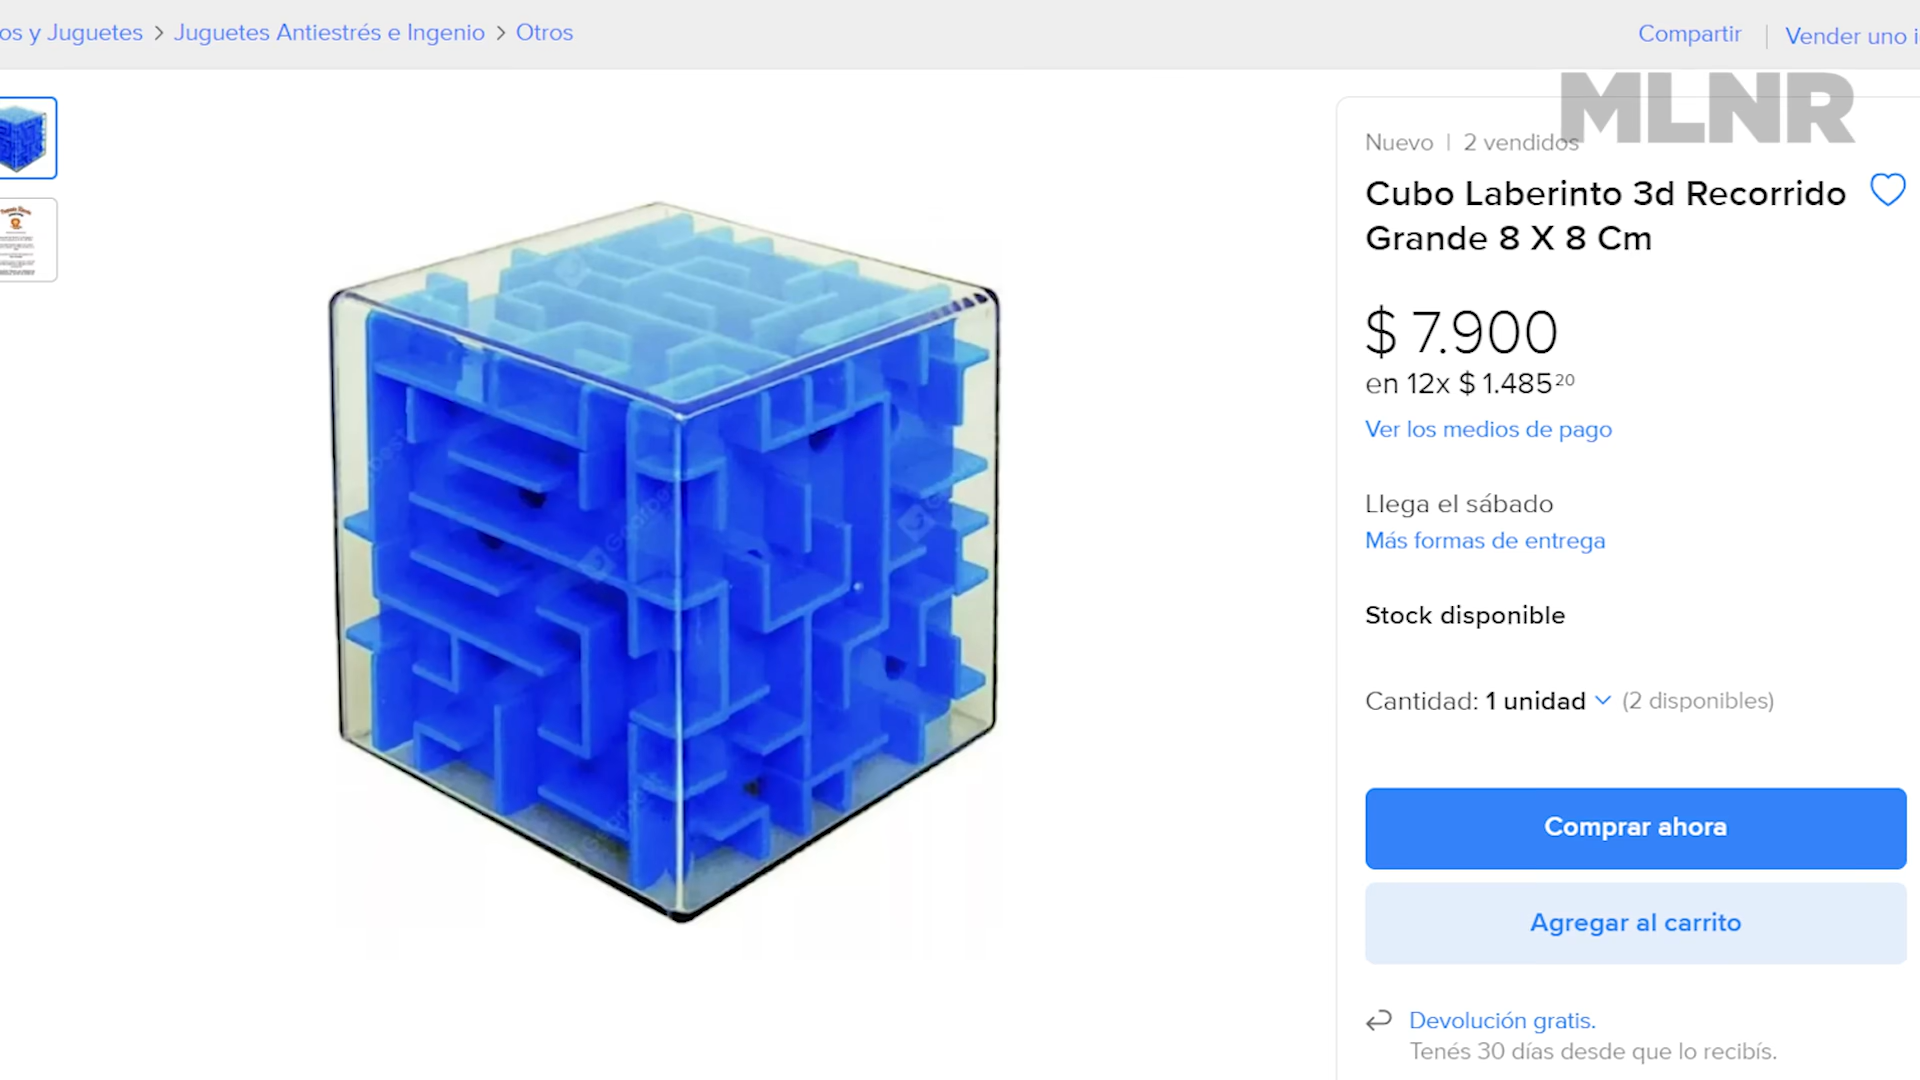 os y Juguetes > Juguetes Antiestrés e Ingenio > Otros
Compartir | Vender uno i
MLNR
Nuevo | 2 vendidos
Cubo Laberinto 3d Recorrido
Grande 8 X 8 Cm
$ 7.900
en 12x $ 1.485 20
Ver los medios de pago
Llega el sábado
Más formas de entrega
Stock disponible
Cantidad: 1 unidad (2 disponibles)
Comprar ahora
Agregar al carrito
Devolución gratis.
Tenés 30 días desde que lo recibís.